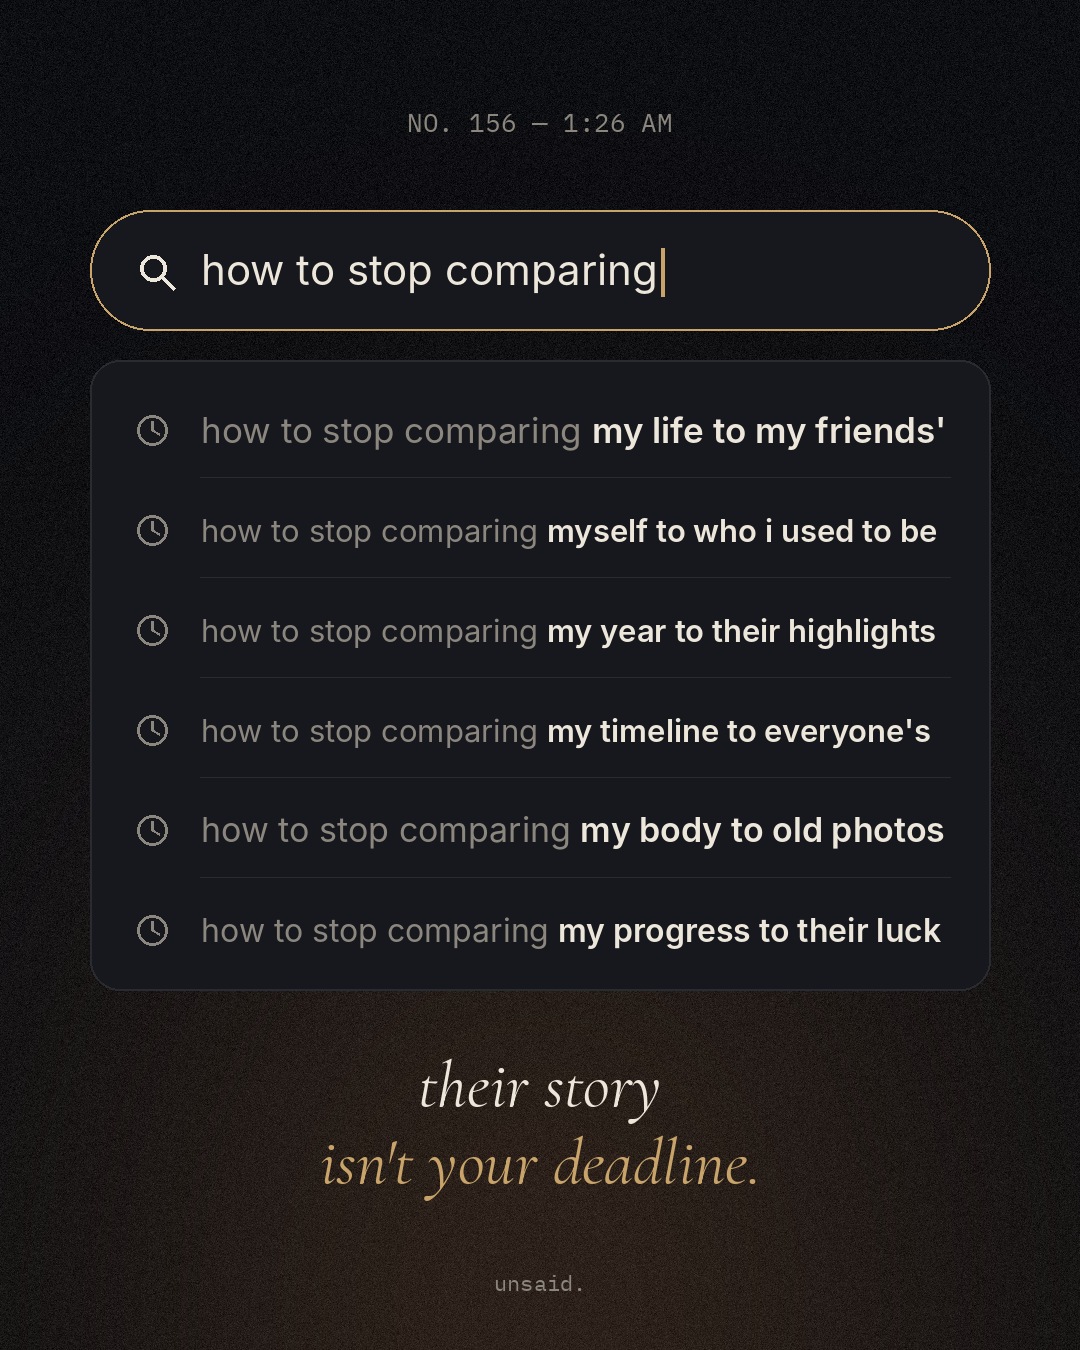 NO. 156 — 1:26 AM
how to stop comparing
how to stop comparing my life to my friends'
how to stop comparing myself to who i used to be
how to stop comparing my year to their highlights
how to stop comparing my timeline to everyone's
how to stop comparing my body to old photos
how to stop comparing my progress to their luck
their story
isn't your deadline.
unsaid.